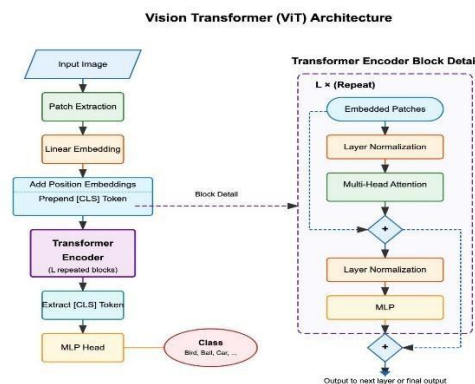 Vision Transformer (ViT) Architecture
Input Image
Patch Extraction
Linear Embedding
Add Position Embeddings
Prepend [CLS] Token
Transformer
Encoder
(L repeated blocks)
Extract [CLS] Token
MLP Head
Class
Bird, Ball, Car, ...
Block Detail
Transformer Encoder Block Detai
L × (Repeat)
Embedded Patches
Layer Normalization
Multi-Head Attention
+
Layer Normalization
MLP
+
Output to next layer or final output